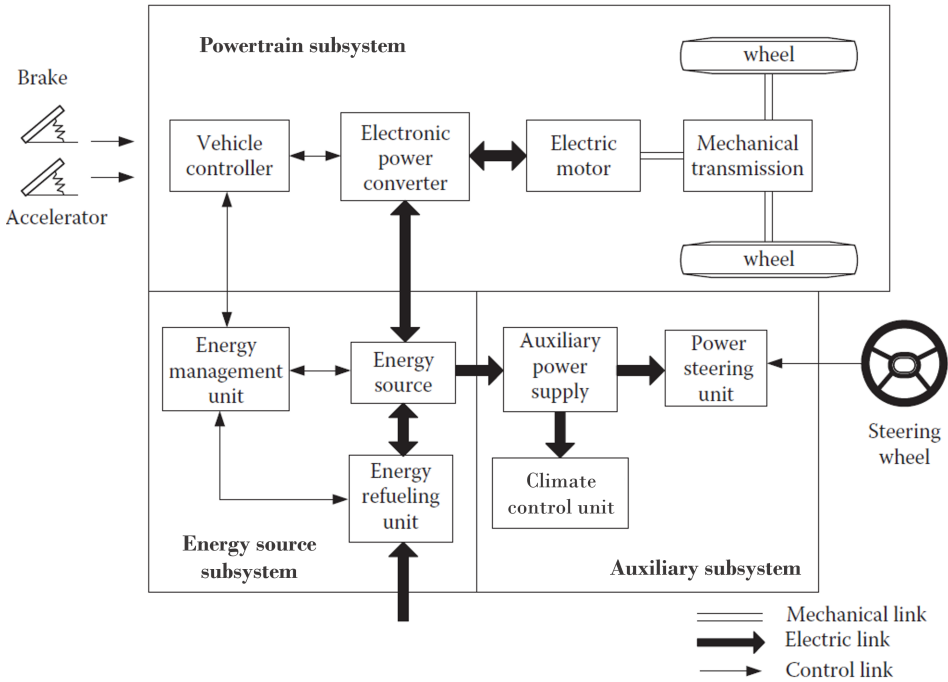 Powertrain subsystem
Brake
Accelerator
Vehicle
controller
Electronic
power
converter
Electric
motor
Mechanical
transmission
wheel
wheel
Energy
management
unit
Energy
source
Energy
refueling
unit
Energy source
subsystem
Auxiliary
power
supply
Power
steering
unit
Climate
control unit
Auxiliary subsystem
Steering
wheel
Mechanical link
Electric link
Control link